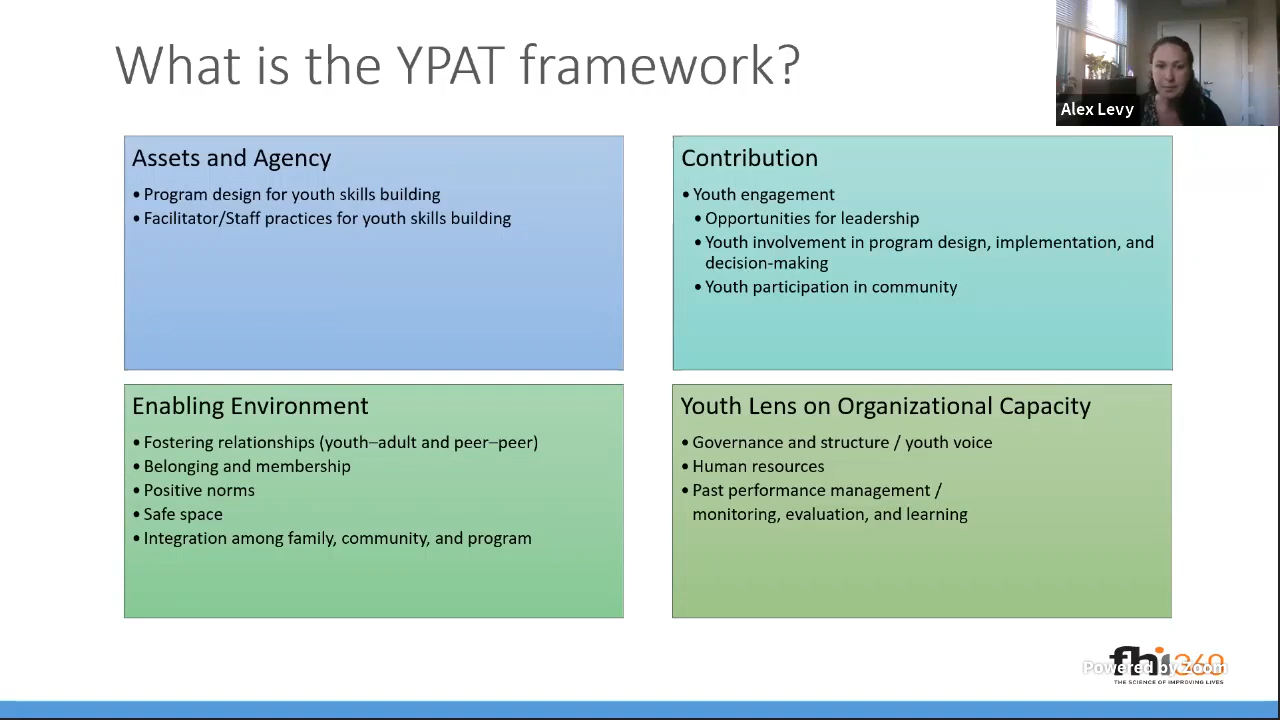 What is the YPAT framework?
Alex Levy
Assets and Agency
• Program design for youth skills building
• Facilitator/Staff practices for youth skills building
Contribution
• Youth engagement
• Opportunities for leadership
• Youth involvement in program design, implementation, and
decision-making
• Youth participation in community
Enabling Environment
• Fostering relationships (youth–adult and peer–peer)
• Belonging and membership
• Positive norms
• Safe space
• Integration among family, community, and program
Youth Lens on Organizational Capacity
• Governance and structure / youth voice
• Human resources
• Past performance management /
monitoring, evaluation, and learning
fhi360
Powered by zoom
THE SCIENCE OF IMPROVING LIVES